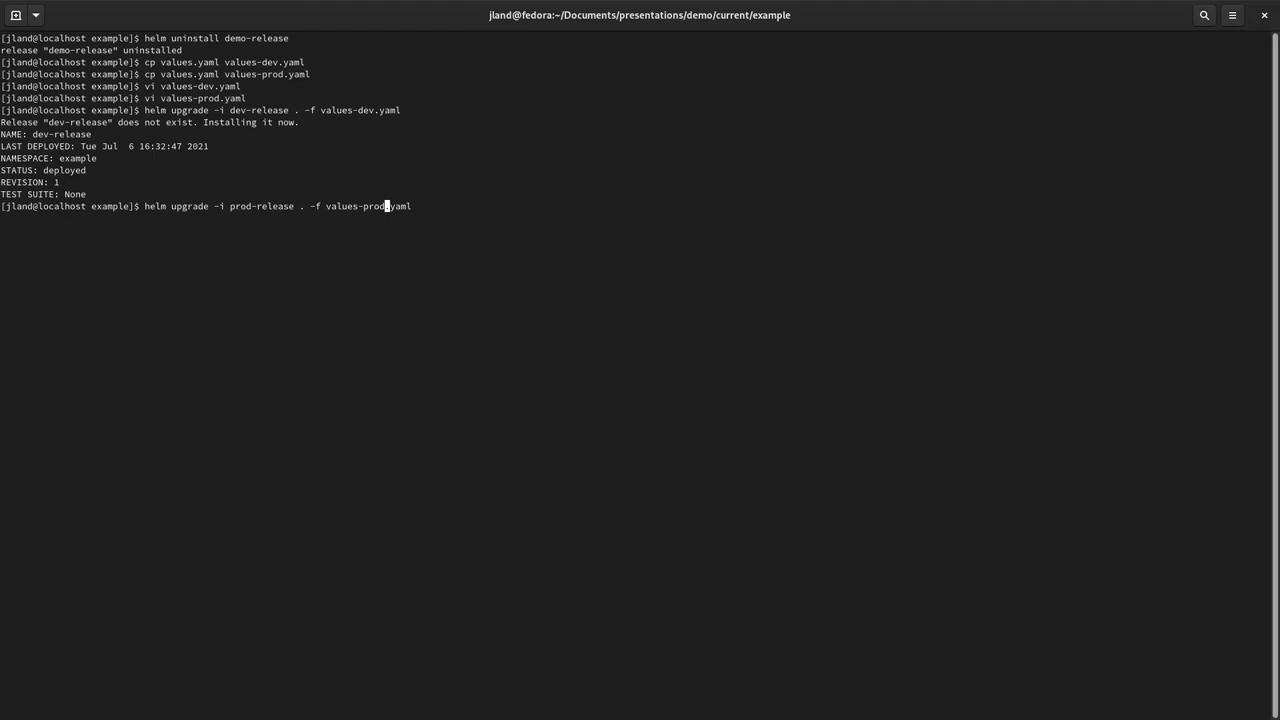 jland@fedora:~/Documents/presentations/demo/current/example
[jland@localhost example]$ helm uninstall demo-release
release "demo-release" uninstalled
[jland@localhost example]$ cp values.yaml values-dev.yaml
[jland@localhost example]$ cp values.yaml values-prod.yaml
[jland@localhost example]$ vi values-dev.yaml
[jland@localhost example]$ vi values-prod.yaml
[jland@localhost example]$ helm upgrade -i dev-release . -f values-dev.yaml
Release "dev-release" does not exist. Installing it now.
NAME: dev-release
LAST DEPLOYED: Tue Jul  6 16:32:47 2021
NAMESPACE: example
STATUS: deployed
REVISION: 1
TEST SUITE: None
[jland@localhost example]$ helm upgrade -i prod-release . -f values-prod.yaml